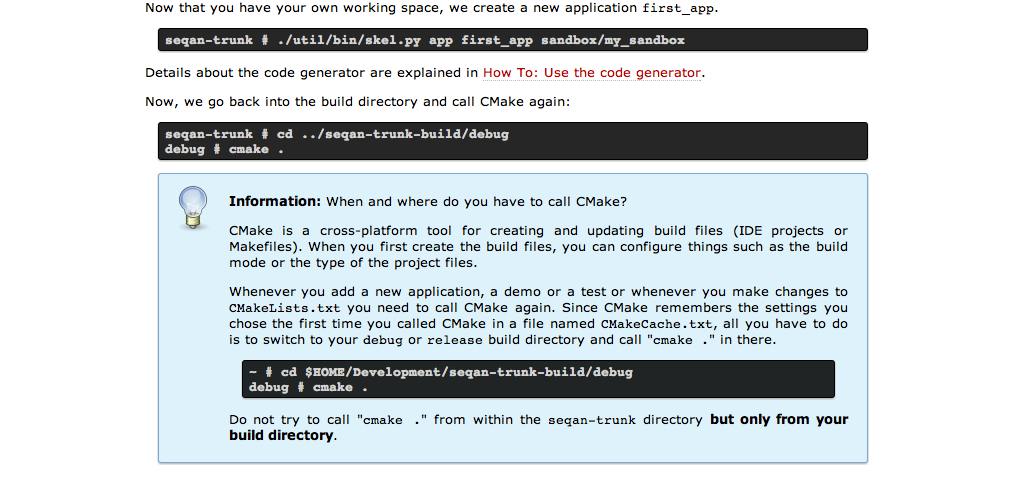 Now that you have your own working space, we create a new application first_app.
seqan-trunk # ./util/bin/skel.py app first_app sandbox/my_sandbox
Details about the code generator are explained in How To: Use the code generator.
Now, we go back into the build directory and call CMake again:
seqan-trunk # cd ../seqan-trunk-build/debug
debug # cmake .
Information: When and where do you have to call CMake?
CMake is a cross-platform tool for creating and updating build files (IDE projects or
Makefiles). When you first create the build files, you can configure things such as the build
mode or the type of the project files.
Whenever you add a new application, a demo or a test or whenever you make changes to
CMakeLists.txt you need to call CMake again. Since CMake remembers the settings you
chose the first time you called CMake in a file named CMakeCache.txt, all you have to do
is to switch to your debug or release build directory and call "cmake ." in there.
~ # cd $HOME/Development/seqan-trunk-build/debug
debug # cmake .
Do not try to call "cmake ." from within the seqan-trunk directory but only from your
build directory.